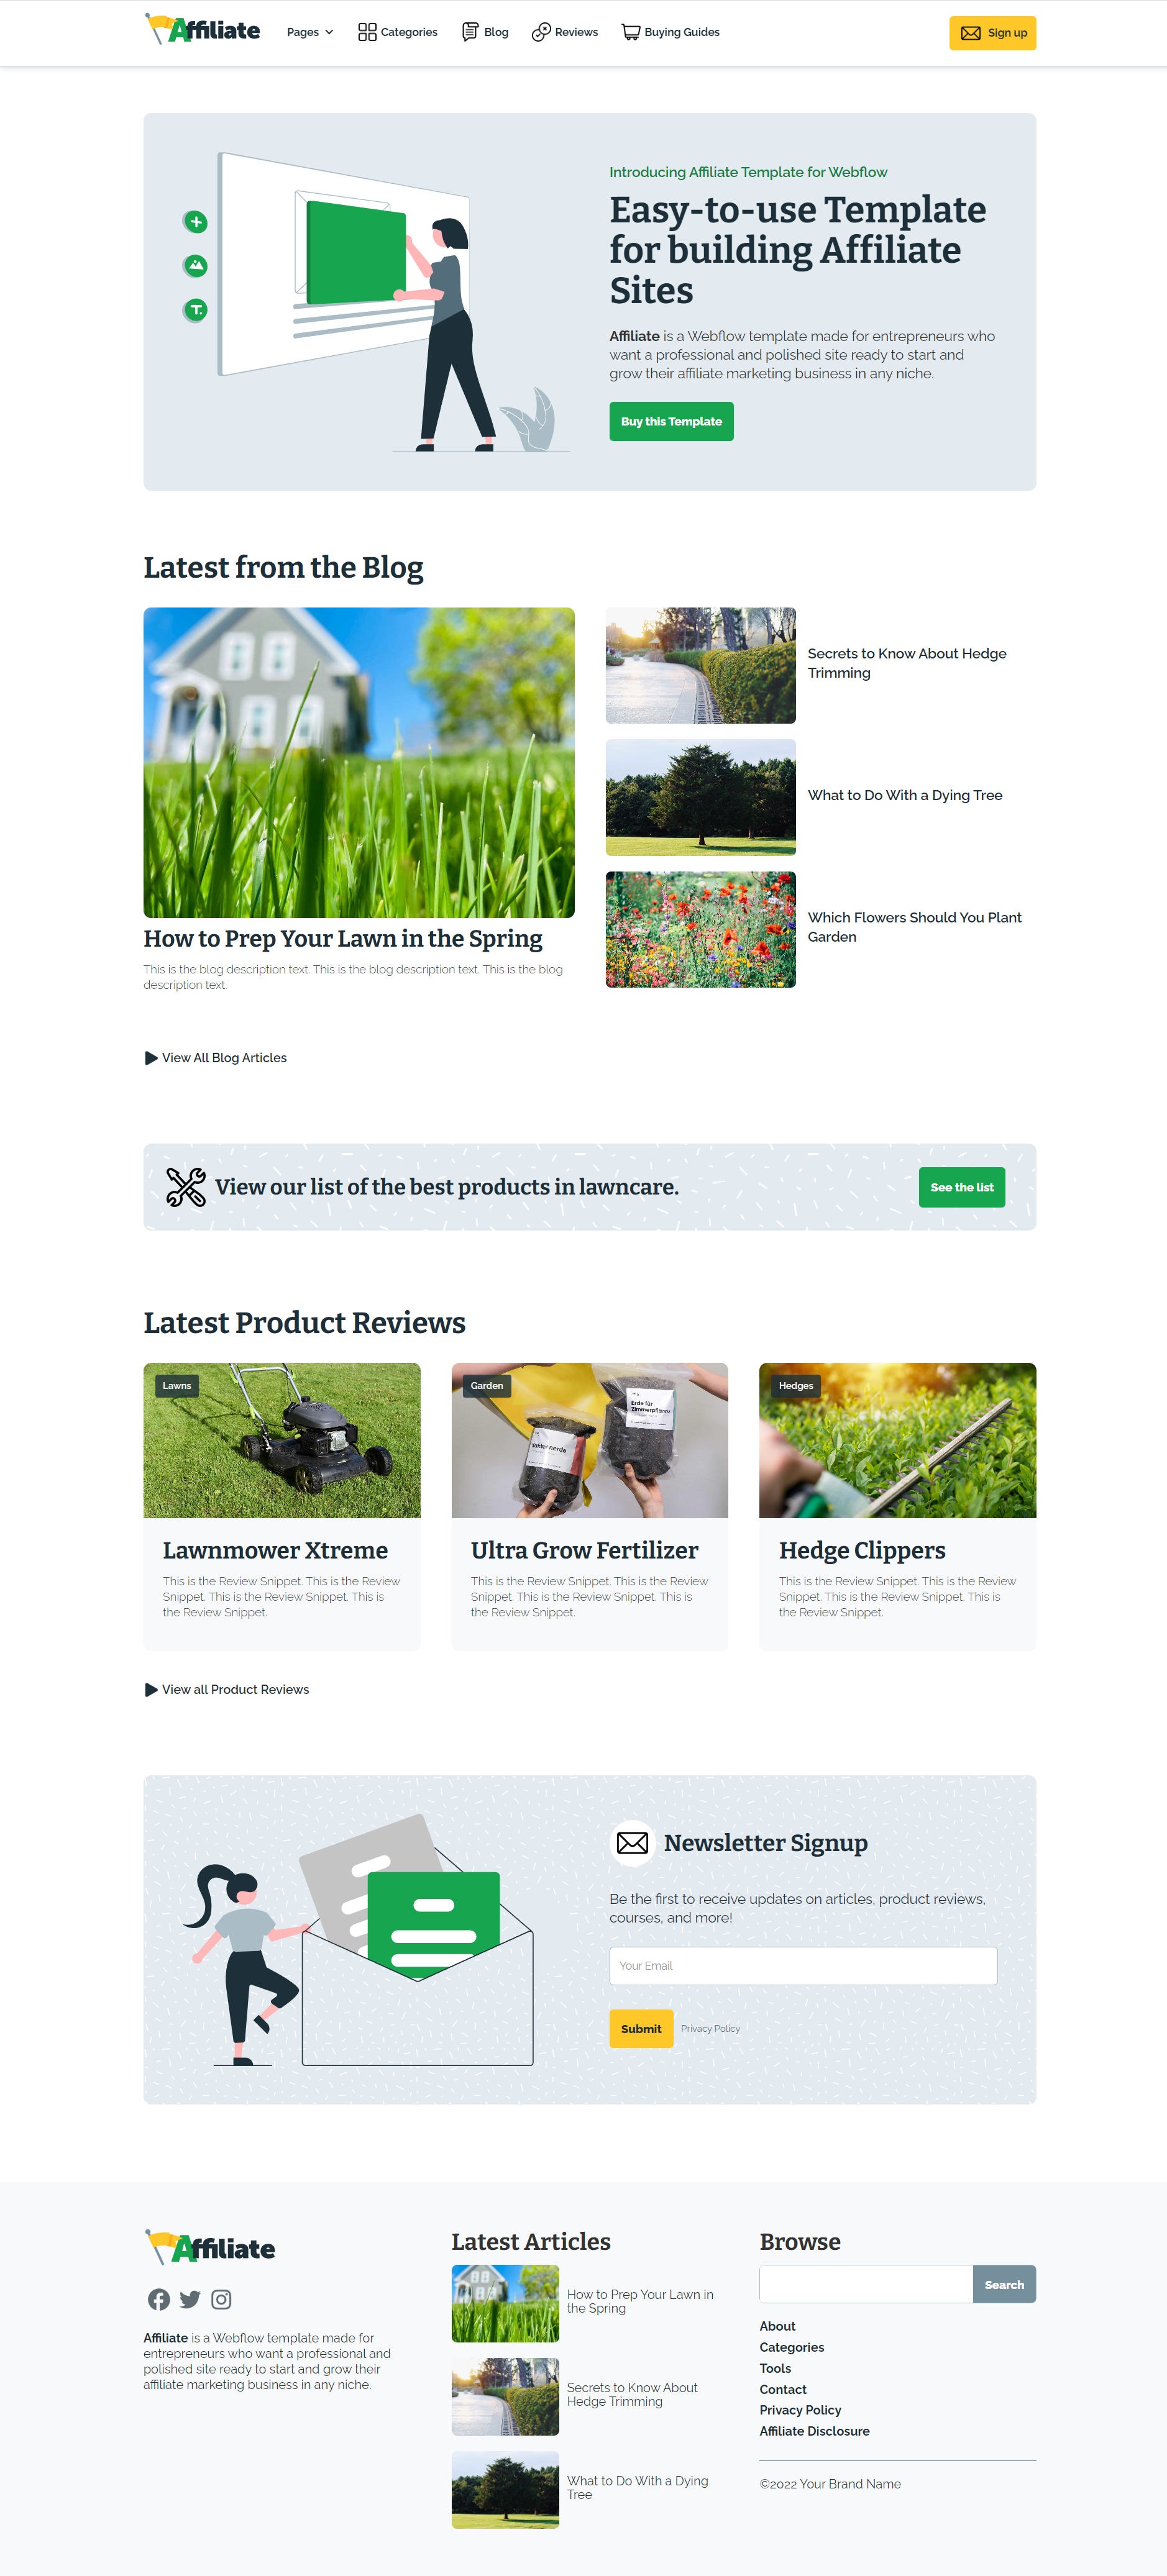 Affiliate
Pages
Categories
Blog
Reviews
Buying Guides
Sign up
Introducing Affiliate Template for Webflow
Easy-to-use Template
for building Affiliate
Sites
Affiliate is a Webflow template made for entrepreneurs who
want a professional and polished site ready to start and
grow their affiliate marketing business in any niche.
Buy this Template
T.
Latest from the Blog
How to Prep Your Lawn in the Spring
This is the blog description text. This is the blog description text. This is the blog
description text.
Secrets to Know About Hedge
Trimming
What to Do With a Dying Tree
Which Flowers Should You Plant
Garden
View All Blog Articles
View our list of the best products in lawncare.
See the list
Latest Product Reviews
Lawns
Lawnmower Xtreme
This is the Review Snippet. This is the Review
Snippet. This is the Review Snippet. This is
the Review Snippet.
Garden
Erde für
Zimmerpflanze
Kakteenerde
Ultra Grow Fertilizer
This is the Review Snippet. This is the Review
Snippet. This is the Review Snippet. This is
the Review Snippet.
Hedges
Hedge Clippers
This is the Review Snippet. This is the Review
Snippet. This is the Review Snippet. This is
the Review Snippet.
View all Product Reviews
Newsletter Signup
Be the first to receive updates on articles, product reviews,
courses, and more!
Your Email
Submit
Privacy Policy
Affiliate
Affiliate is a Webflow template made for
entrepreneurs who want a professional and
polished site ready to start and grow their
affiliate marketing business in any niche.
Latest Articles
How to Prep Your Lawn in
the Spring
Secrets to Know About
Hedge Trimming
What to Do With a Dying
Tree
Browse
Search
About
Categories
Tools
Contact
Privacy Policy
Affiliate Disclosure
©2022 Your Brand Name